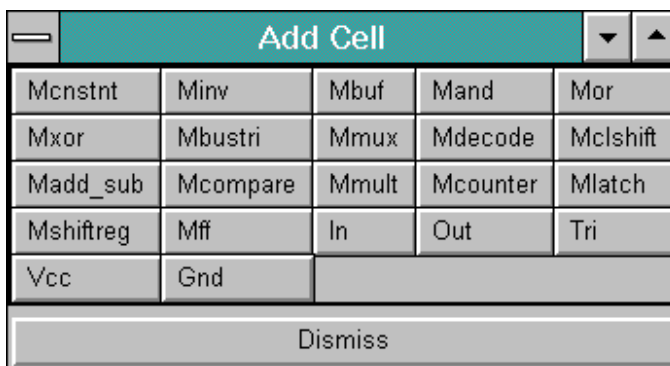 Add Cell
Mcnstnt Minv Mbuf Mand Mor
Mxor Mbustri Mmux Mdecode Mclshift
Madd_sub Mcompare Mmult Mcounter Mlatch
Mshiftreg Mff In Out Tri
Vcc Gnd
Dismiss